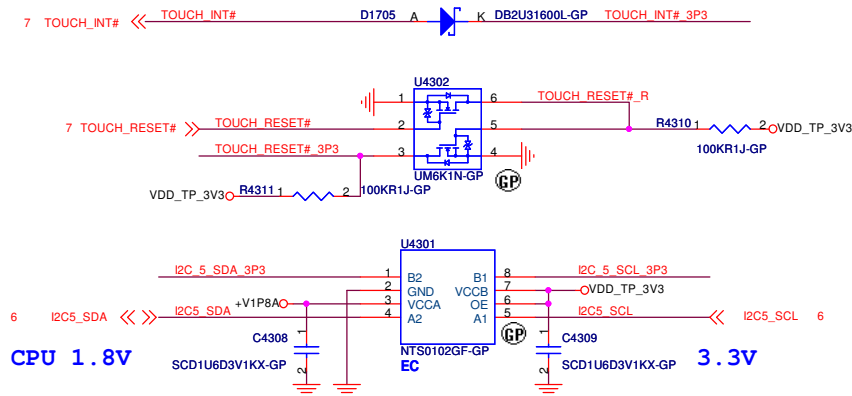 7 TOUCH_INT# TOUCH_INT# D1705 A K DB2U31600L-GP TOUCH_INT#_3P3
U4302
1 6 TOUCH_RESET#_R
7 TOUCH_RESET# TOUCH_RESET# 2 5 R4310 1 2 VDD_TP_3V3
100KR1J-GP
TOUCH_RESET#_3P3 3 4
UM6K1N-GP GP
VDD_TP_3V3 R4311 1 2 100KR1J-GP
U4301
I2C_5_SDA_3P3 1 B2 B1 8 I2C_5_SCL_3P3
2 GND VCCB 7 VDD_TP_3V3
+V1P8A 3 VCCA OE 6
6 I2C5_SDA I2C5_SDA 4 A2 A1 5 I2C5_SCL I2C5_SCL 6
GP
C4308 1 2
SCD1U6D3V1KX-GP
NTS0102GF-GP
EC
C4309 1 2
SCD1U6D3V1KX-GP
CPU 1.8V 3.3V